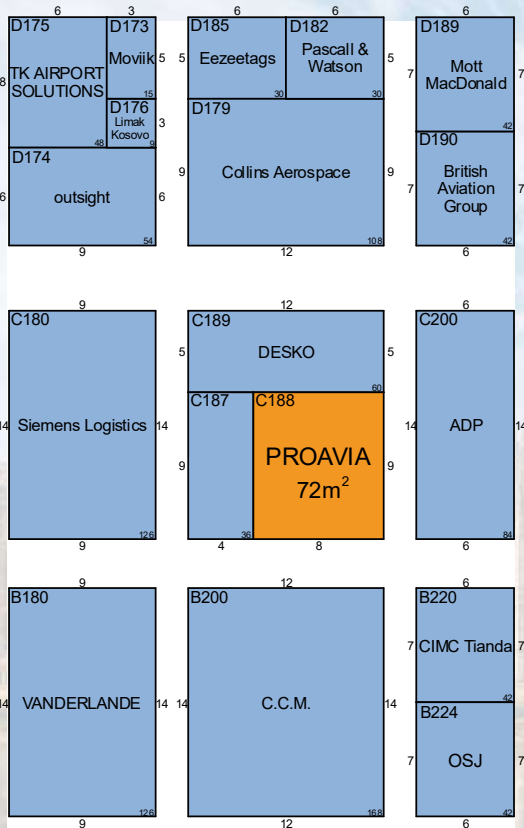 6 3 6 6 6
D175 D173 D185 D182 D189
8 TK AIRPORT SOLUTIONS Moviik 5 5 Eezeetags Pascall & Watson 5 7 Mott MacDonald 7
15 30 30
D176
Limak
Kosovo 3
48 9 42
D174 D179 D190
6 outsight 6 9 Collins Aerospace 9 7 British Aviation Group 7
54 108 42
9 12 6
9 12 6
C180 C189 C200
5 DESKO 5
60
C187 C188
14 Siemens Logistics 14 9 PROAVIA 9 14 ADP 14
72m²
126 36 84
9 4 8 6
9 12 6
B180 B200 B220
7 CIMC Tianda 7
42
14 VANDERLANDE 14 14 C.C.M. 14 B224
7 OSJ 7
126 168 42
9 12 6